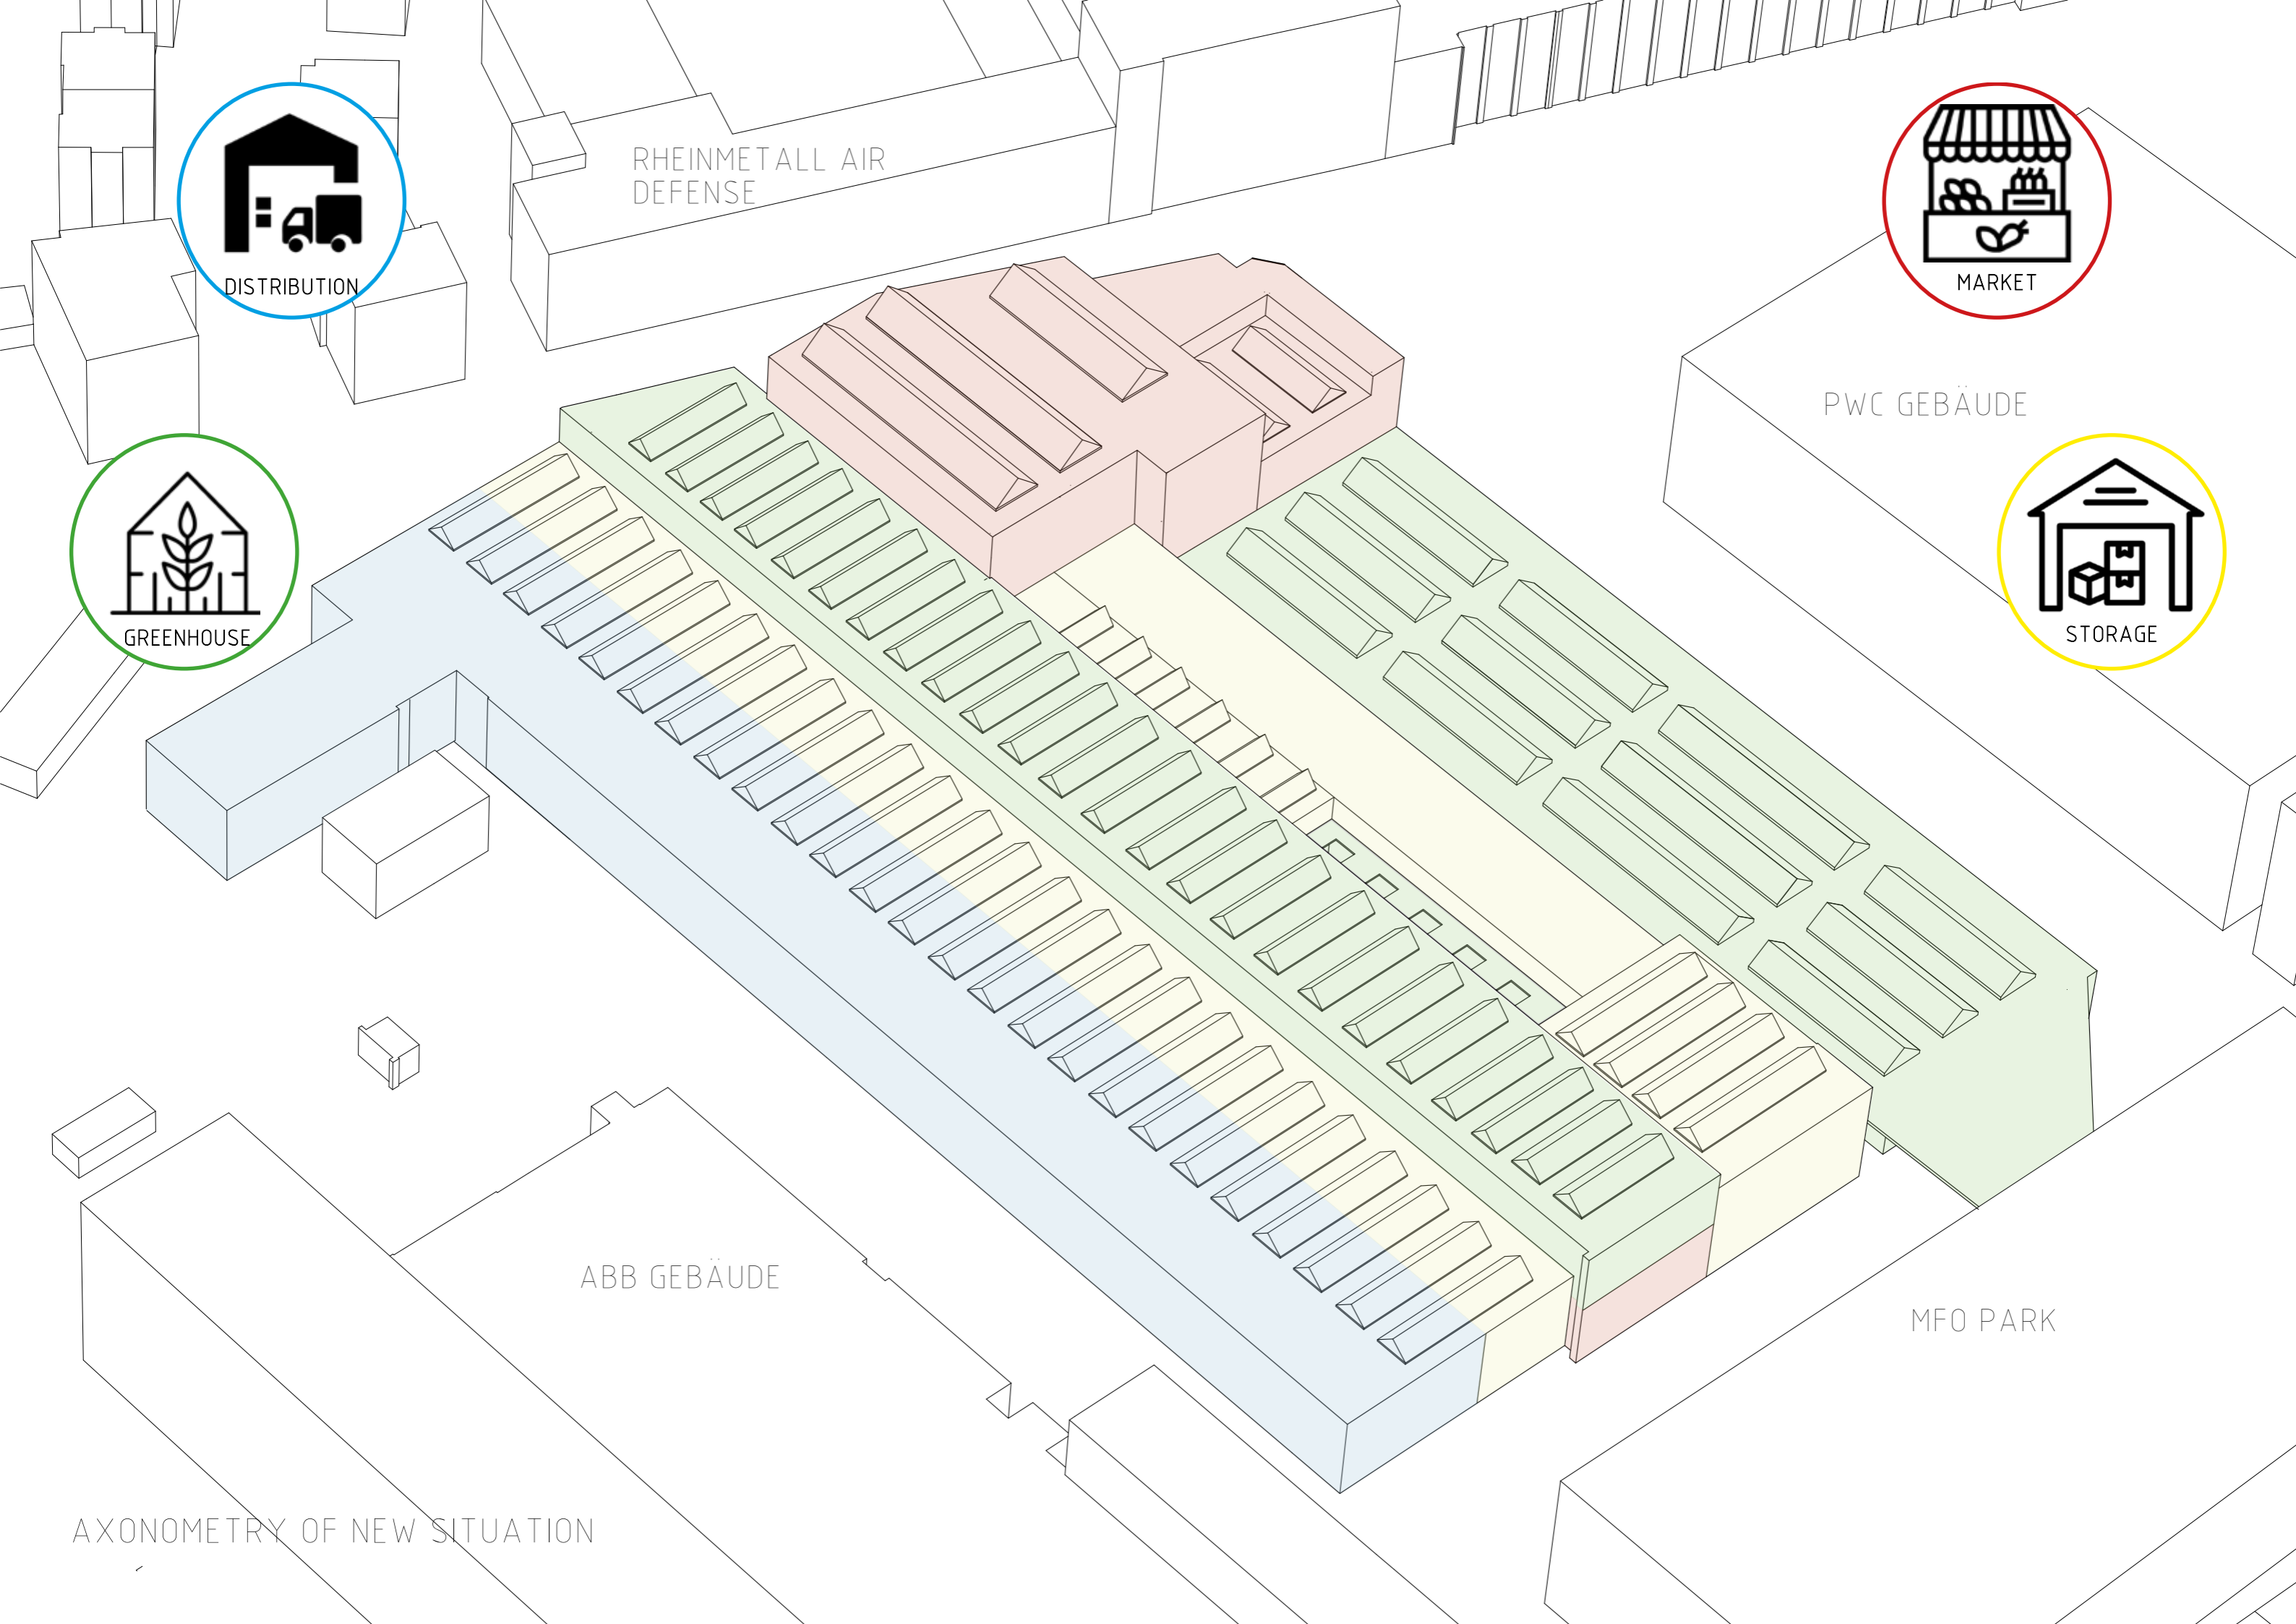 RHEINMETALL AIR
DEFENSE
DISTRIBUTION
MARKET
PWC GEBÄUDE
GREENHOUSE
STORAGE
ABB GEBÄUDE
MFO PARK
AXONOMETRY OF NEW SITUATION